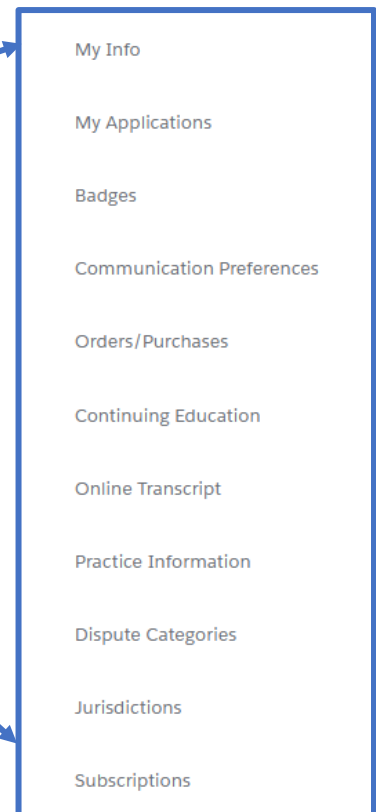 My Info
My Applications
Badges
Communication Preferences
Orders/Purchases
Continuing Education
Online Transcript
Practice Information
Dispute Categories
Jurisdictions
Subscriptions